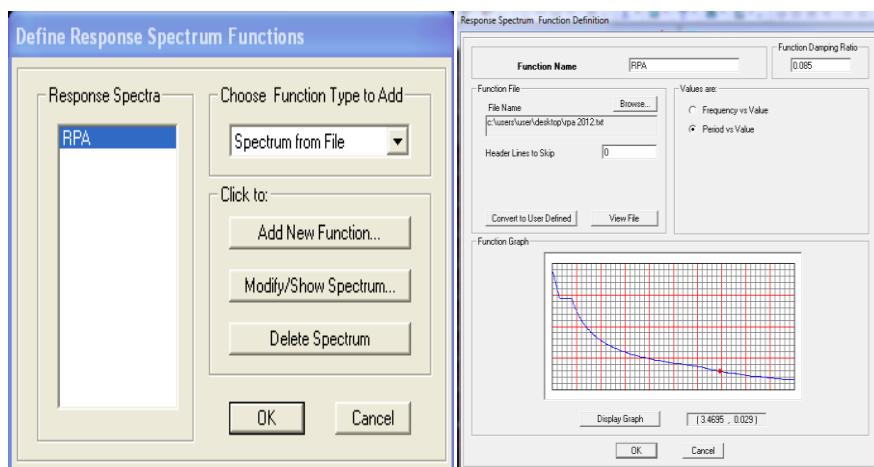 Define Response Spectrum Functions
Response Spectra
RPA
Choose Function Type to Add
Spectrum from File
Click to:
Add New Function...
Modify/Show Spectrum...
Delete Spectrum
OK
Cancel
Response Spectrum Function Definition
Function Name
RPA
Function Damping Ratio
0.085
Function File
File Name
Browse...
c:\users\user\desktop\rpa 2012.txt
Header Lines to Skip
0
Convert to User Defined
View File
Values are:
Frequency vs Value
Period vs Value
Function Graph
Display Graph
(3.4695 , 0.029)
OK
Cancel